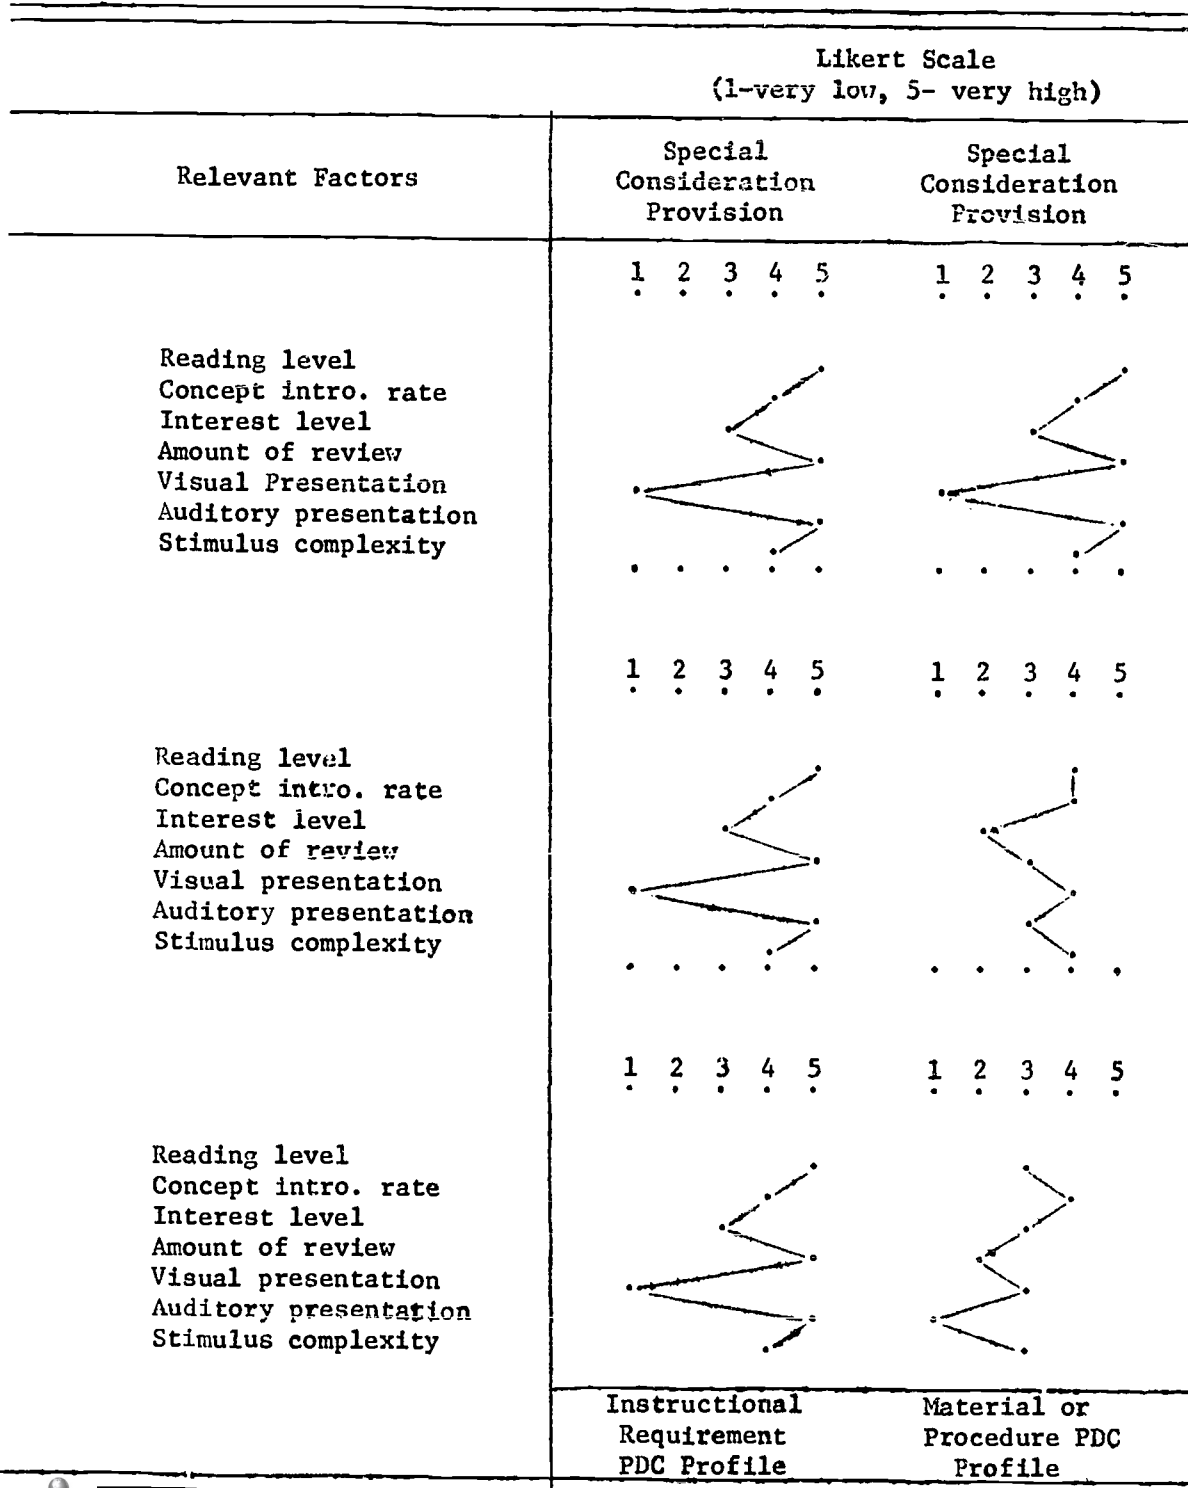 Likert Scale
(1-very low, 5- very high)
Relevant Factors
Special Consideration Provision
Special Consideration Provision
1 2 3 4 5 1 2 3 4 5
Reading level
Concept intro. rate
Interest level
Amount of review
Visual Presentation
Auditory presentation
Stimulus complexity
1 2 3 4 5 1 2 3 4 5
Reading level
Concept intro. rate
Interest level
Amount of review
Visual presentation
Auditory presentation
Stimulus complexity
1 2 3 4 5 1 2 3 4 5
Reading level
Concept intro. rate
Interest level
Amount of review
Visual presentation
Auditory presentation
Stimulus complexity
Instructional
Requirement
PDC Profile
Material or
Procedure PDC
Profile